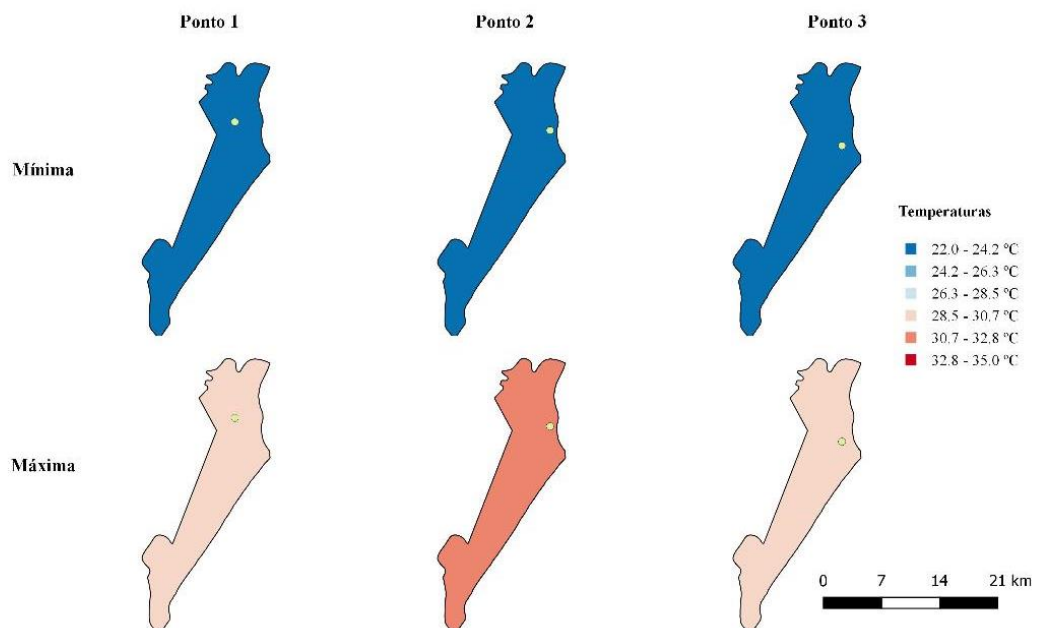 Ponto 1
Ponto 2
Ponto 3
Mínima
Temperaturas
22.0 - 24.2 ºC
24.2 - 26.3 ºC
26.3 - 28.5 ºC
28.5 - 30.7 ºC
30.7 - 32.8 ºC
32.8 - 35.0 ºC
Máxima
0 7 14 21 km